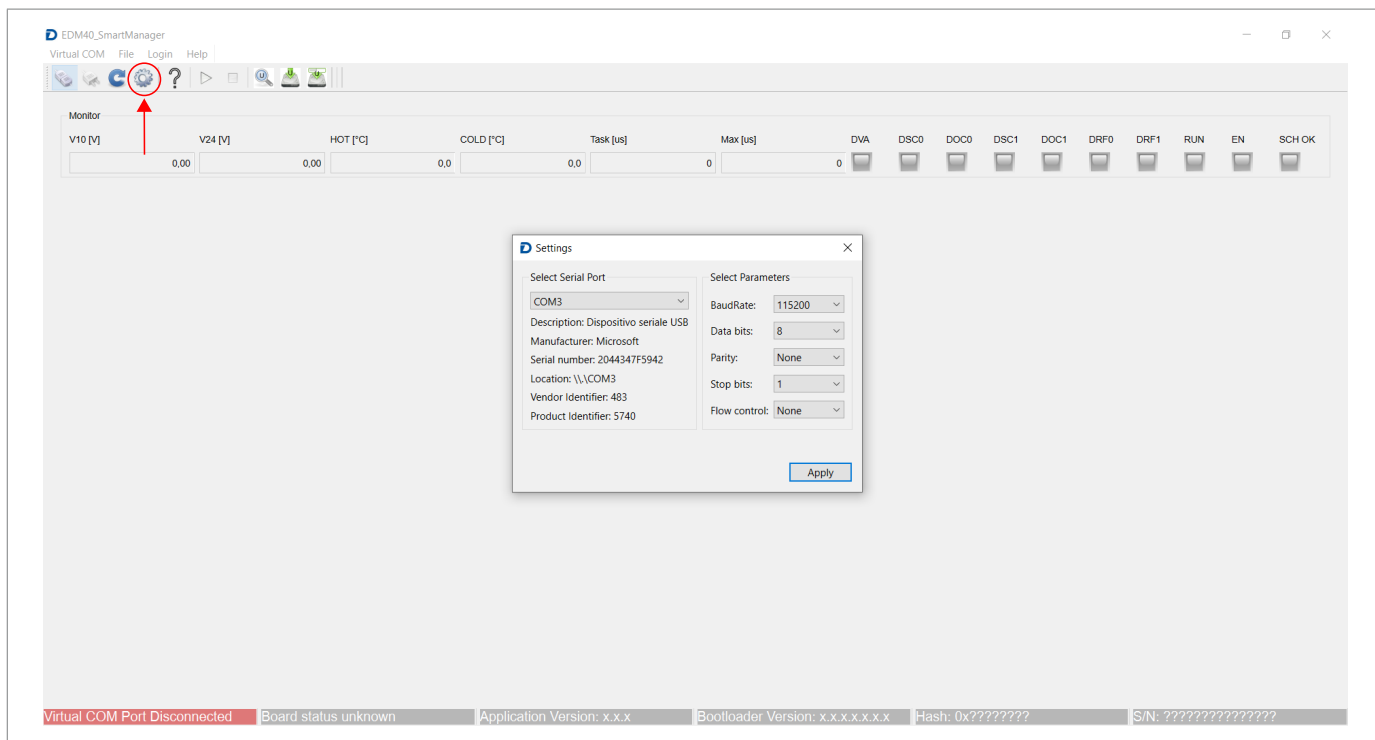 EDM40_SmartManager
Virtual COM File Login Help
Monitor
V10 [V] V24 [V] HOT [°C] COLD [°C] Task [us] Max [us] DVA DSC0 DOC0 DSC1 DOC1 DRF0 DRF1 RUN EN SCH OK
0,00 0,00 0,0 0,0 0 0
Settings
Select Serial Port
COM3
Description: Dispositivo seriale USB
Manufacturer: Microsoft
Serial number: 2044347F5942
Location: \\.\COM3
Vendor Identifier: 483
Product Identifier: 5740
Select Parameters
BaudRate: 115200
Data bits: 8
Parity: None
Stop bits: 1
Flow control: None
Apply
Virtual COM Port Disconnected Board status unknown Application Version: x.x.x Bootloader Version: x.x.x.x.x.x Hash: 0x???????? S/N: ???????????????